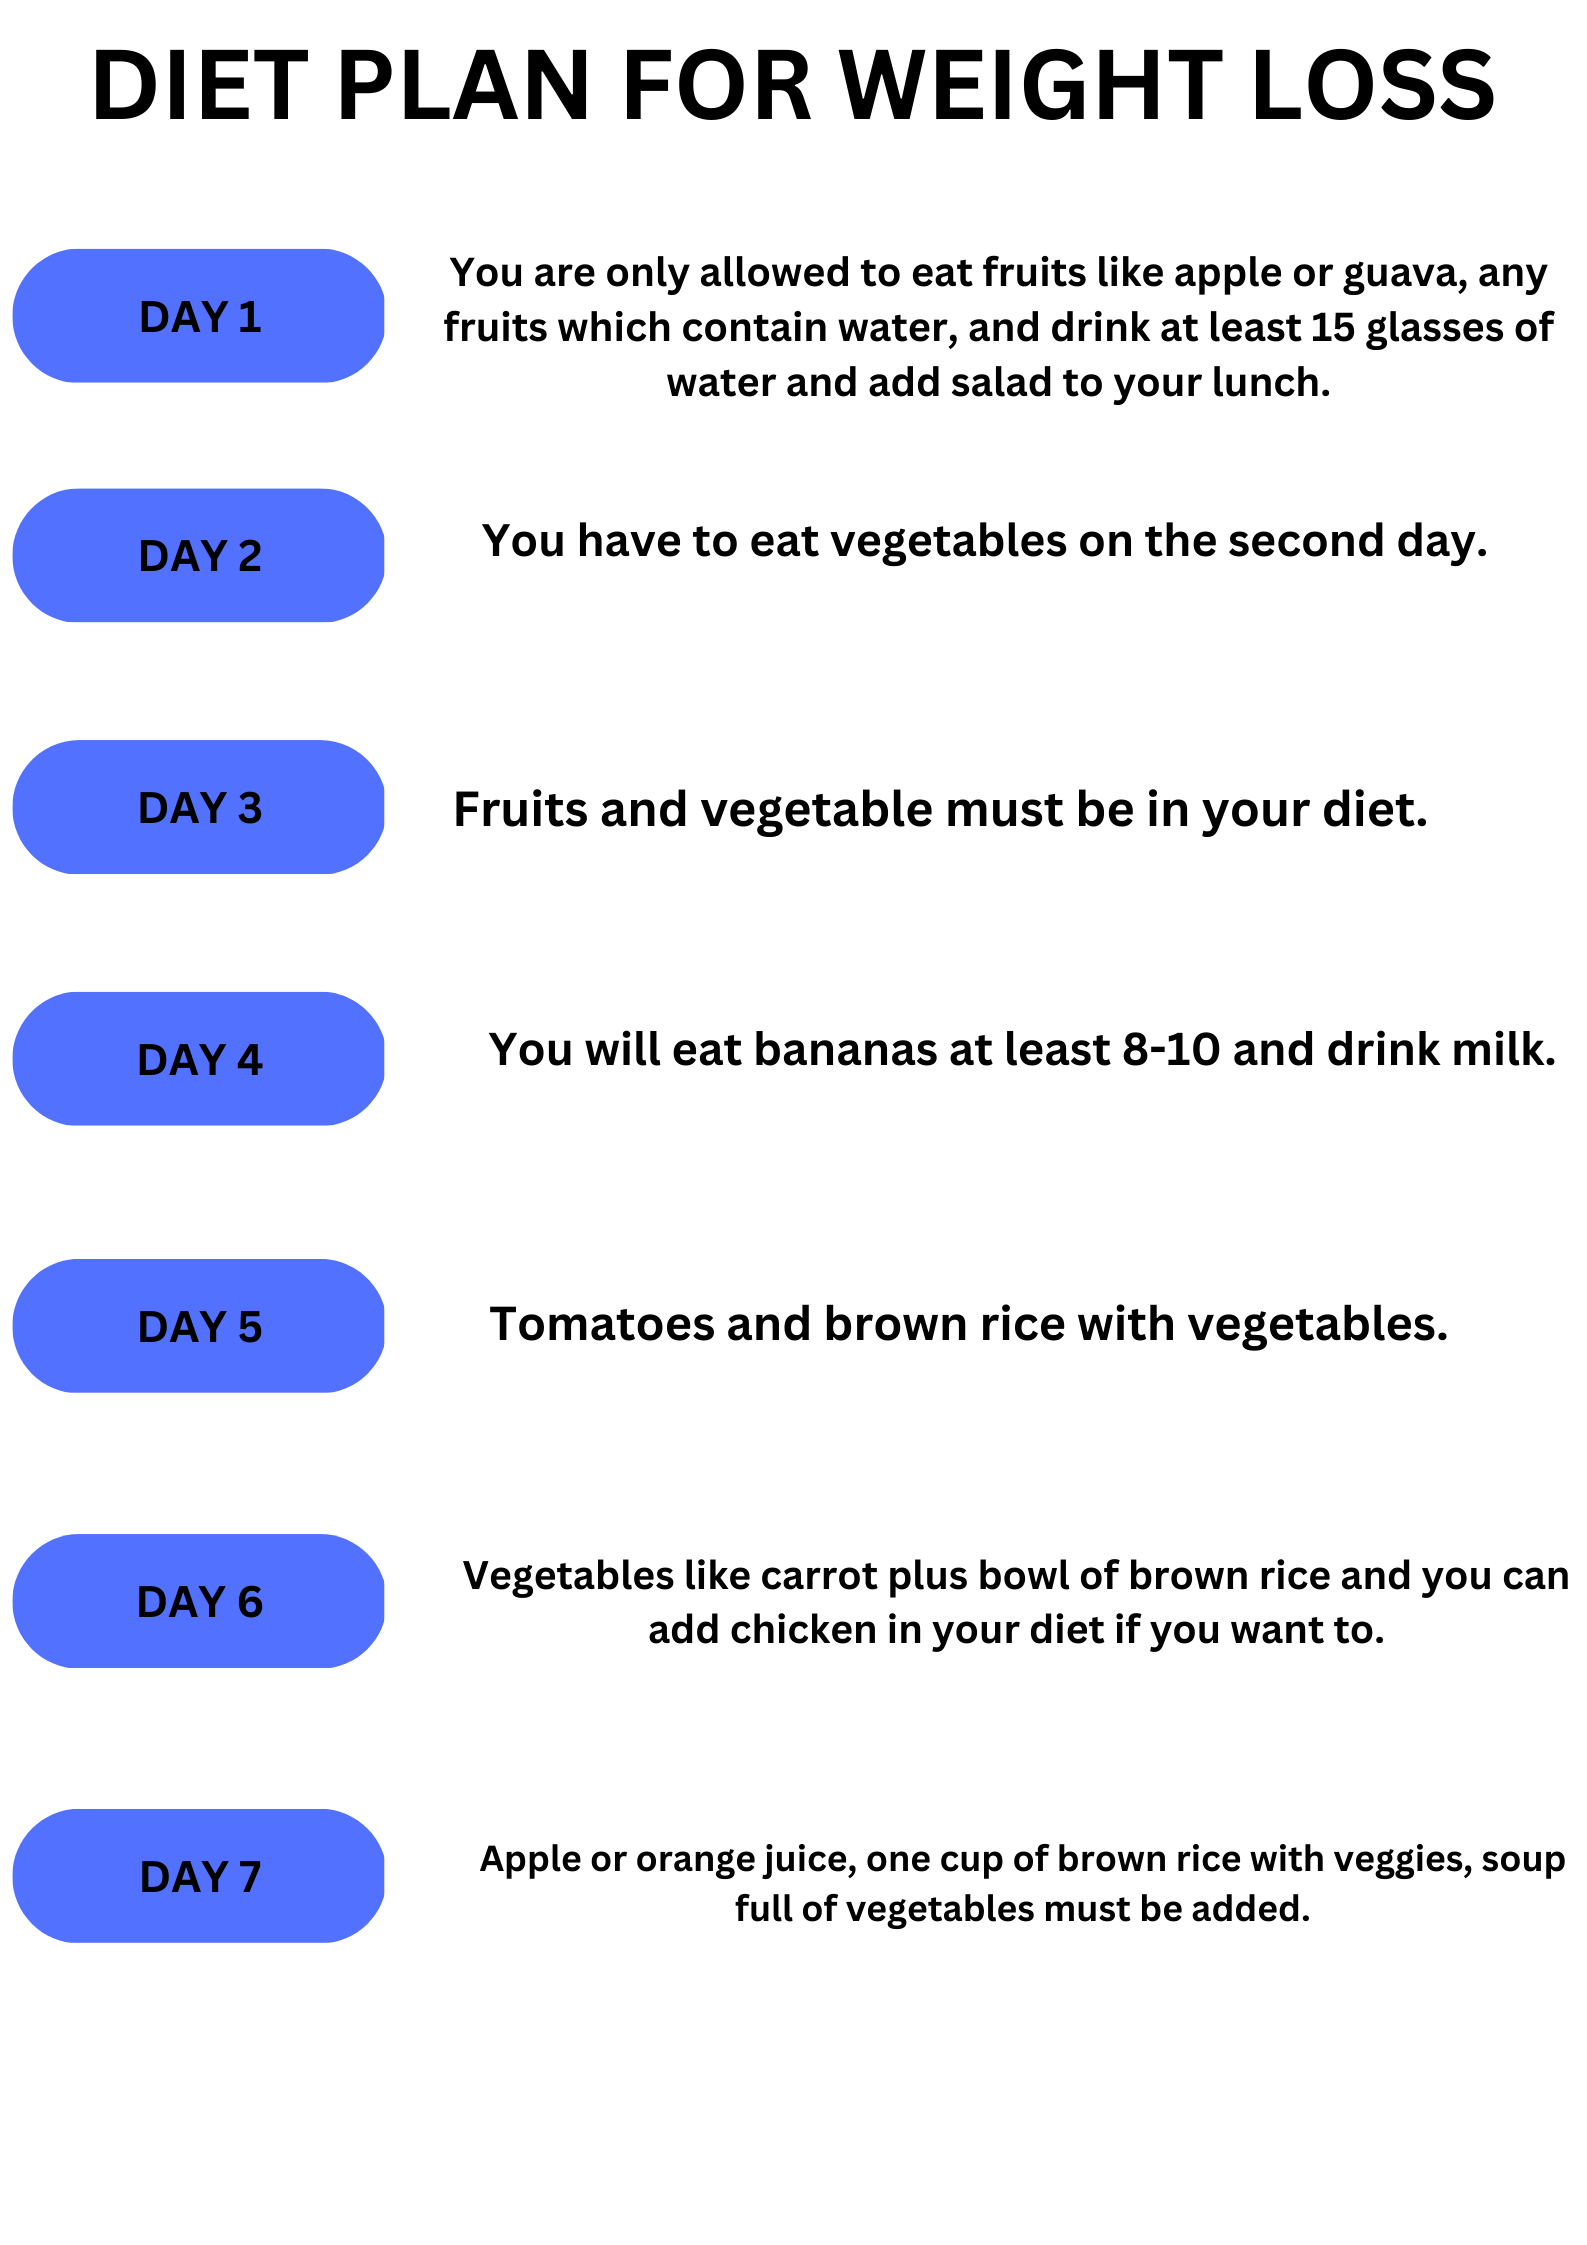 DIET PLAN FOR WEIGHT LOSS
DAY 1
You are only allowed to eat fruits like apple or guava, any
fruits which contain water, and drink at least 15 glasses of
water and add salad to your lunch.
DAY 2
You have to eat vegetables on the second day.
DAY 3
Fruits and vegetable must be in your diet.
DAY 4
You will eat bananas at least 8-10 and drink milk.
DAY 5
Tomatoes and brown rice with vegetables.
DAY 6
Vegetables like carrot plus bowl of brown rice and you can
add chicken in your diet if you want to.
DAY 7
Apple or orange juice, one cup of brown rice with veggies, soup
full of vegetables must be added.